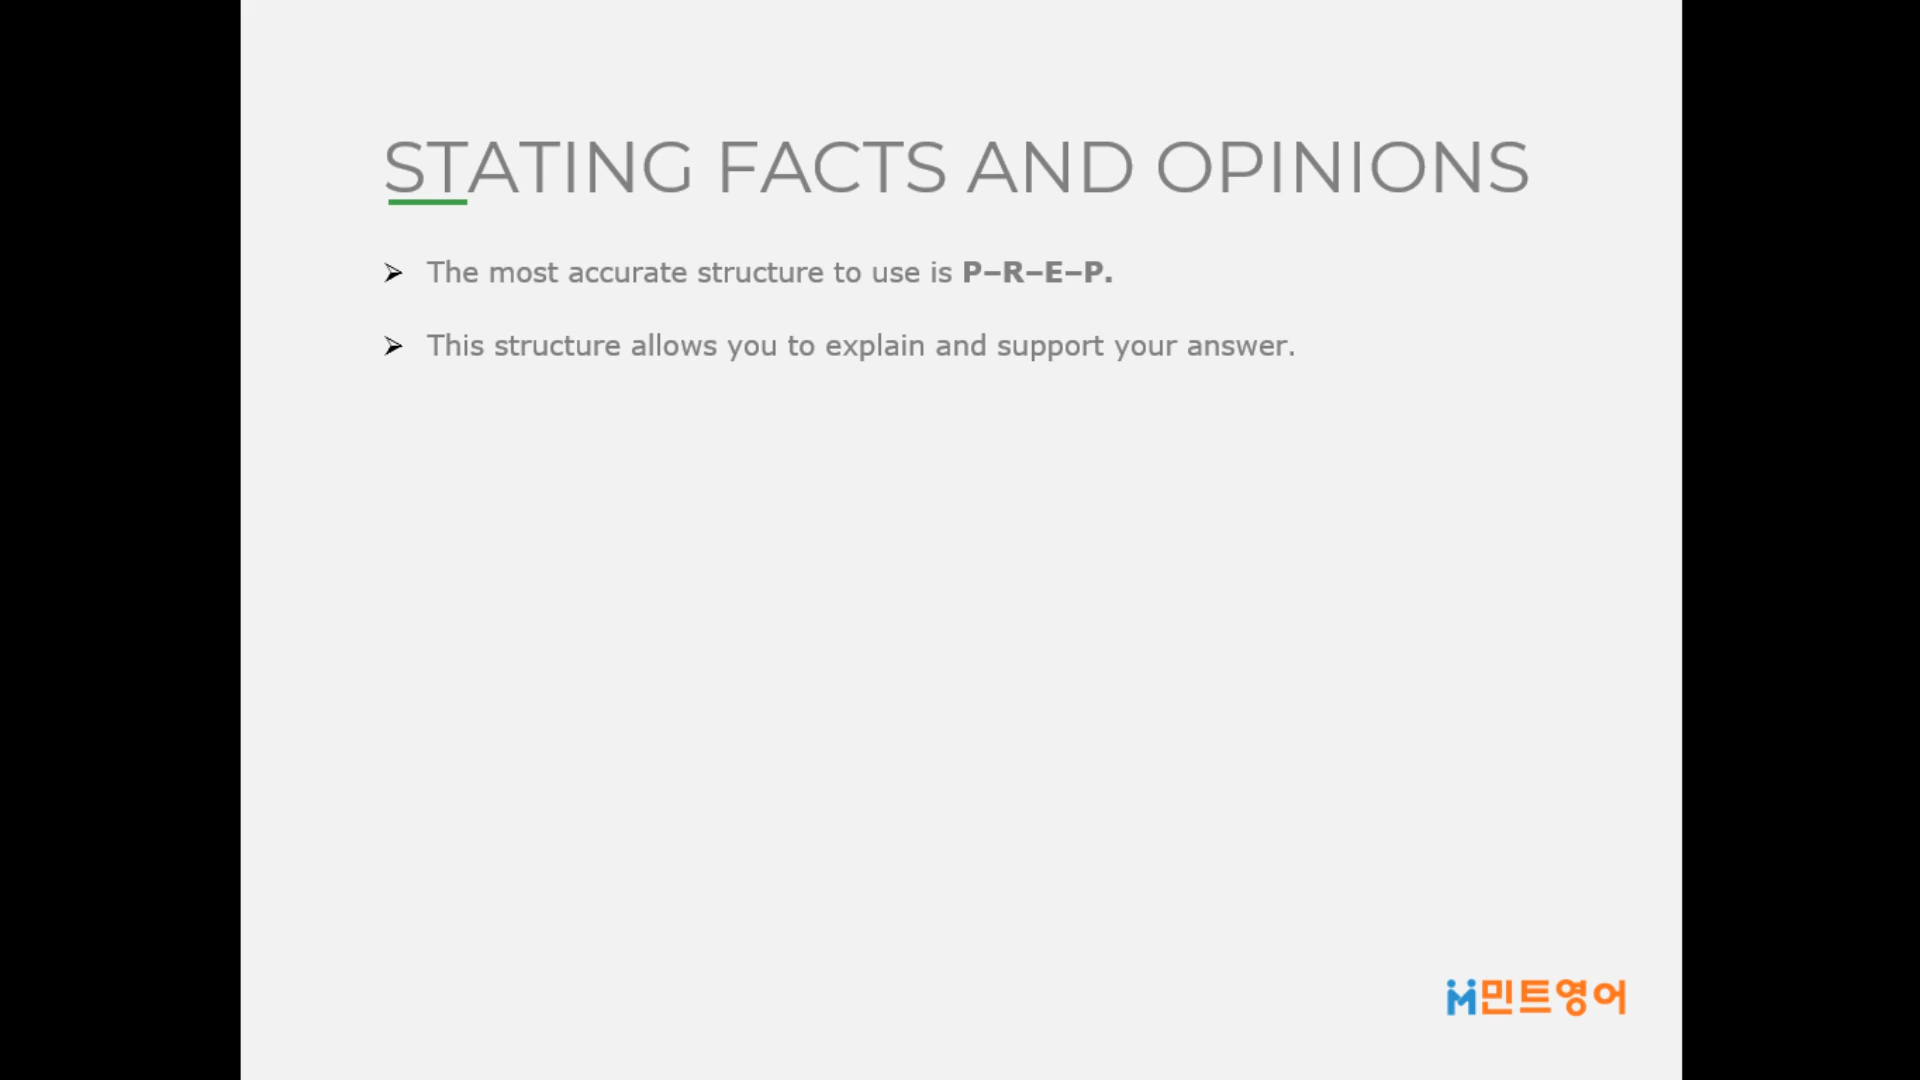 STATING FACTS AND OPINIONS
➢ The most accurate structure to use is P–R–E–P.
➢ This structure allows you to explain and support your answer.
민트영어